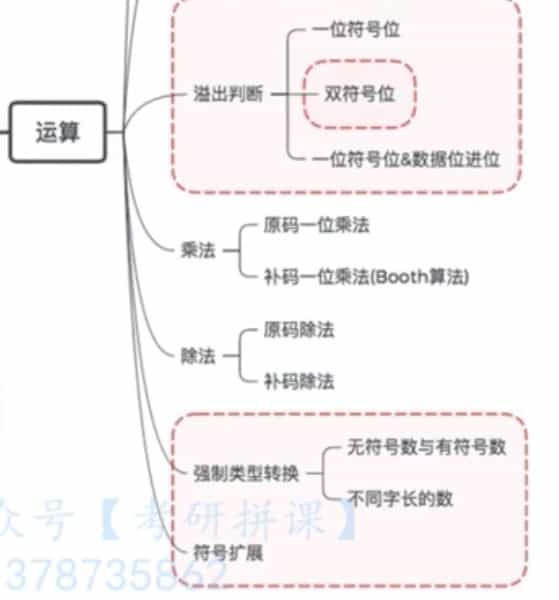 运算
溢出判断
一位符号位
双符号位
一位符号位&数据位进位
乘法
原码一位乘法
补码一位乘法(Booth算法)
除法
原码除法
补码除法
强制类型转换
无符号数与有符号数
不同字长的数
符号扩展
众号【考研拼课】
378735862